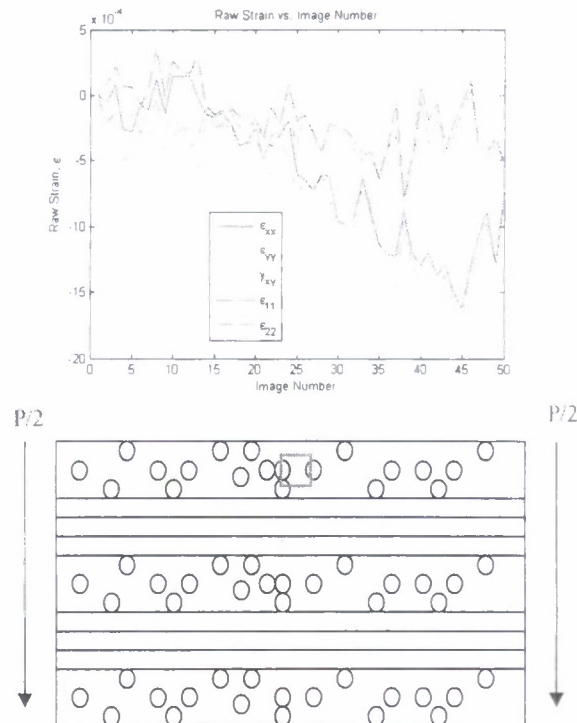 Raw Strain vs. Image Number
× 10⁻⁴
5
0
-5
-10
-15
-20
Raw Strain, ε
ε_xx
ε_yy
γ_xy
ε_11
ε_22
0 5 10 15 20 25 30 35 40 45 50
Image Number
P/2 P/2